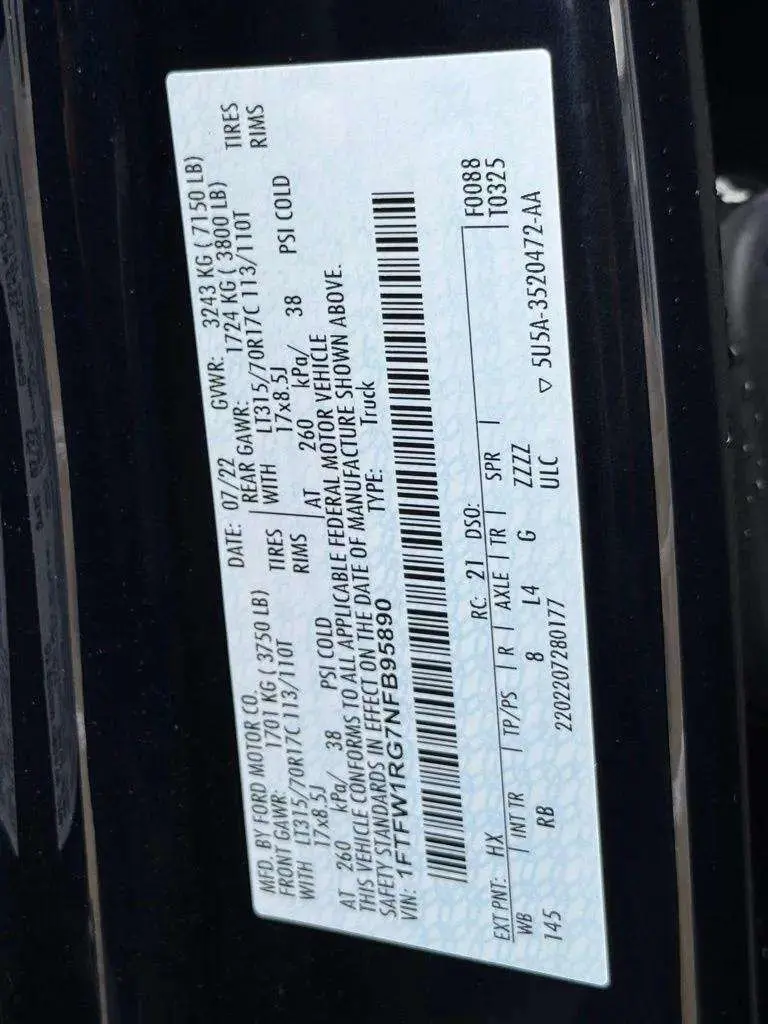 MFD. BY FORD MOTOR CO. DATE: 07/22 GVWR: 3243 KG ( 7150 LB)
FRONT GAWR: 1701 KG ( 3750 LB) REAR GAWR: 1724 KG ( 3800 LB)
WITH LT315/70R17C 113/110T TIRES WITH LT315/70R17C 113/110T TIRES
17x8.5J RIMS 17x8.5J RIMS
AT 260 kPa/ 38 PSI COLD AT 260 kPa/ 38 PSI COLD
THIS VEHICLE CONFORMS TO ALL APPLICABLE FEDERAL MOTOR VEHICLE
SAFETY STANDARDS IN EFFECT ON THE DATE OF MANUFACTURE SHOWN ABOVE.
VIN: 1FTFW1RG7NFB95890 TYPE: Truck
F0088
EXT PNT: HX RC: 21 DSO: T0325
WB INT TR TP/PS R AXLE TR SPR
145 RB 8 L4 G ZZZZ
ULC
2202207280177 ▽ 5U5A-3520472-AA